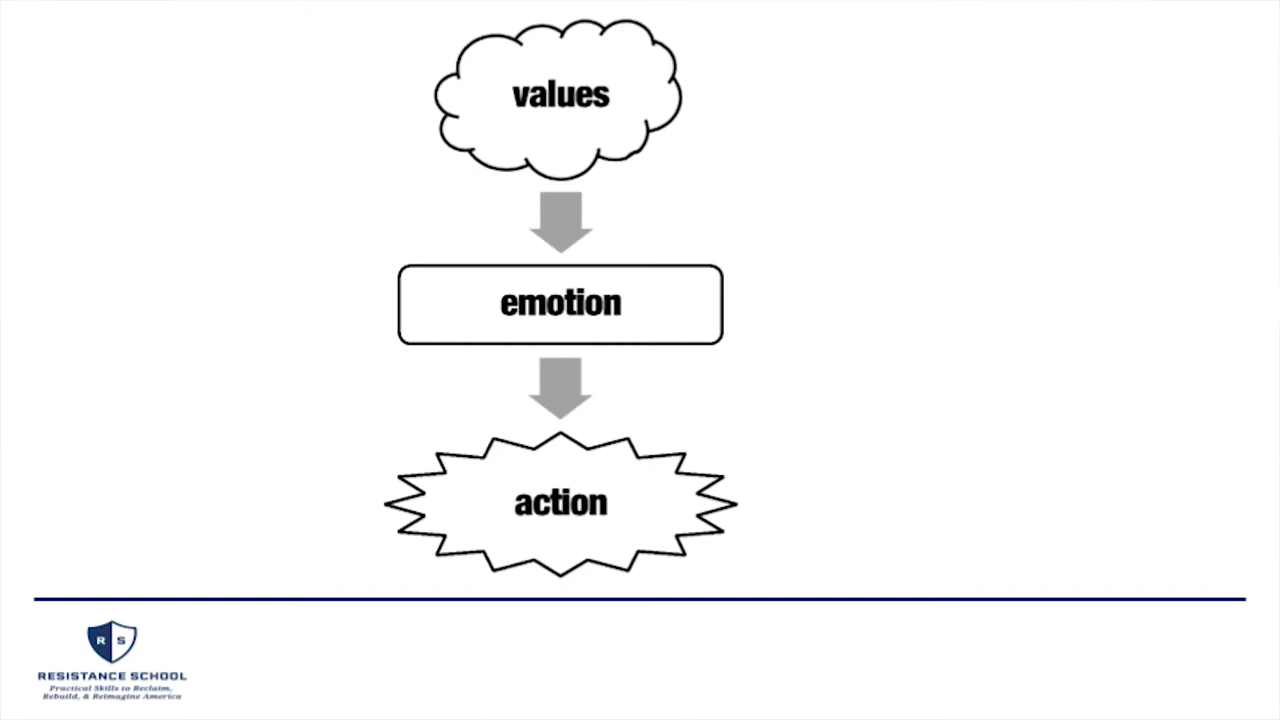 values
emotion
action
R S
RESISTANCE SCHOOL
Practical Skills to Reclaim,
Rebuild, & Reimagine America